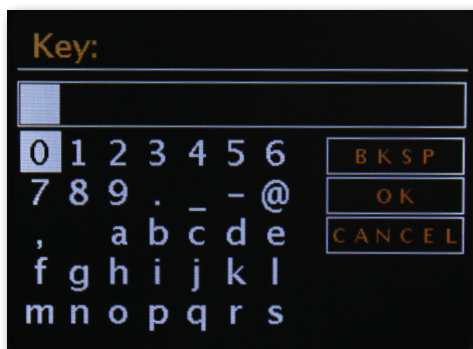 Key:
0 1 2 3 4 5 6 BKSP
7 8 9 . _ - @ OK
, a b c d e CANCEL
f g h i j k l
m n o p q r s